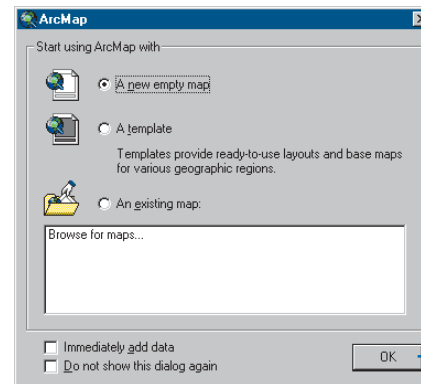 ArcMap
Start using ArcMap with
A new empty map
A template
Templates provide ready-to-use layouts and base maps
for various geographic regions.
An existing map:
Browse for maps...
Immediately add data
Do not show this dialog again
OK